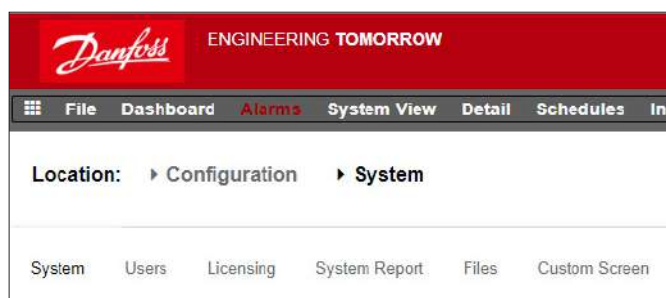 Danfoss ENGINEERING TOMORROW
File Dashboard Alarms System View Detail Schedules In
Location: Configuration System
System Users Licensing System Report Files Custom Screen